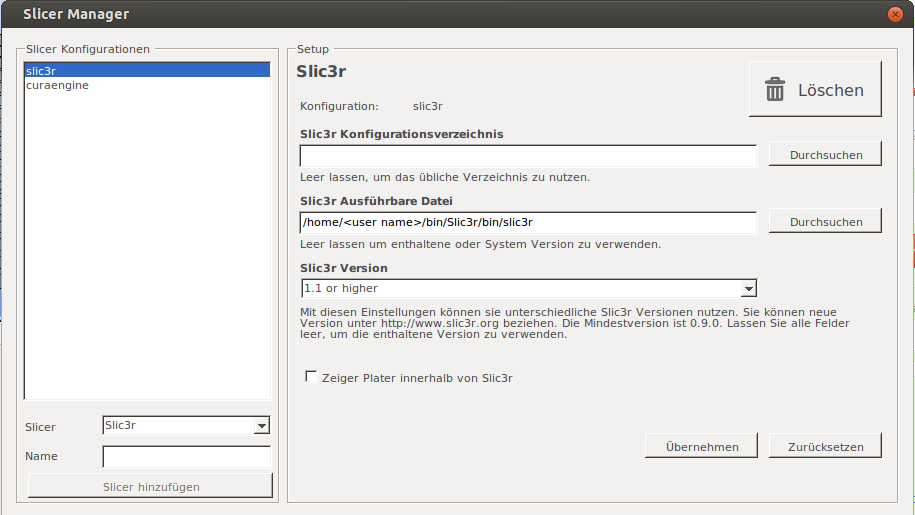 Slicer Manager
Slicer Konfigurationen
slic3r
curaengine
Slicer
Slic3r
Name
Slicer hinzufügen
Setup
Slic3r
Löschen
Konfiguration: slic3r
Slic3r Konfigurationsverzeichnis
Durchsuchen
Leer lassen, um das übliche Verzeichnis zu nutzen.
Slic3r Ausführbare Datei
/home/<user name>/bin/Slic3r/bin/slic3r
Durchsuchen
Leer lassen um enthaltene oder System Version zu verwenden.
Slic3r Version
1.1 or higher
Mit diesen Einstellungen können sie unterschiedliche Slic3r Versionen nutzen. Sie können neue
Version unter http://www.slic3r.org beziehen. Die Mindestversion ist 0.9.0. Lassen Sie alle Felder
leer, um die enthaltene Version zu verwenden.
Zeiger Plater innerhalb von Slic3r
Übernehmen
Zurücksetzen